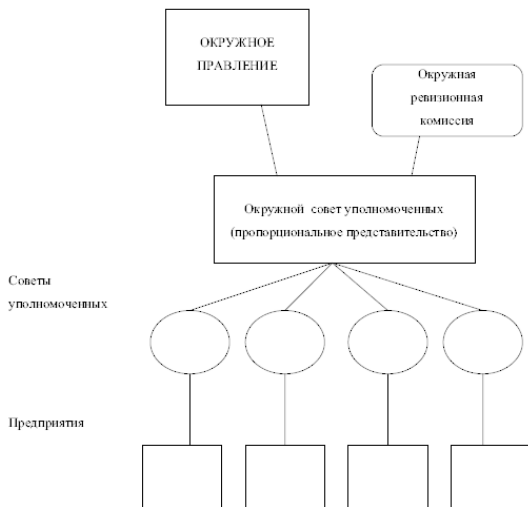 ОКРУЖНОЕ
ПРАВЛЕНИЕ
Окружная
ревизионная
комиссия
Окружной совет уполномоченных
(пропорциональное представительство)
Советы
уполномоченных
Предприятия